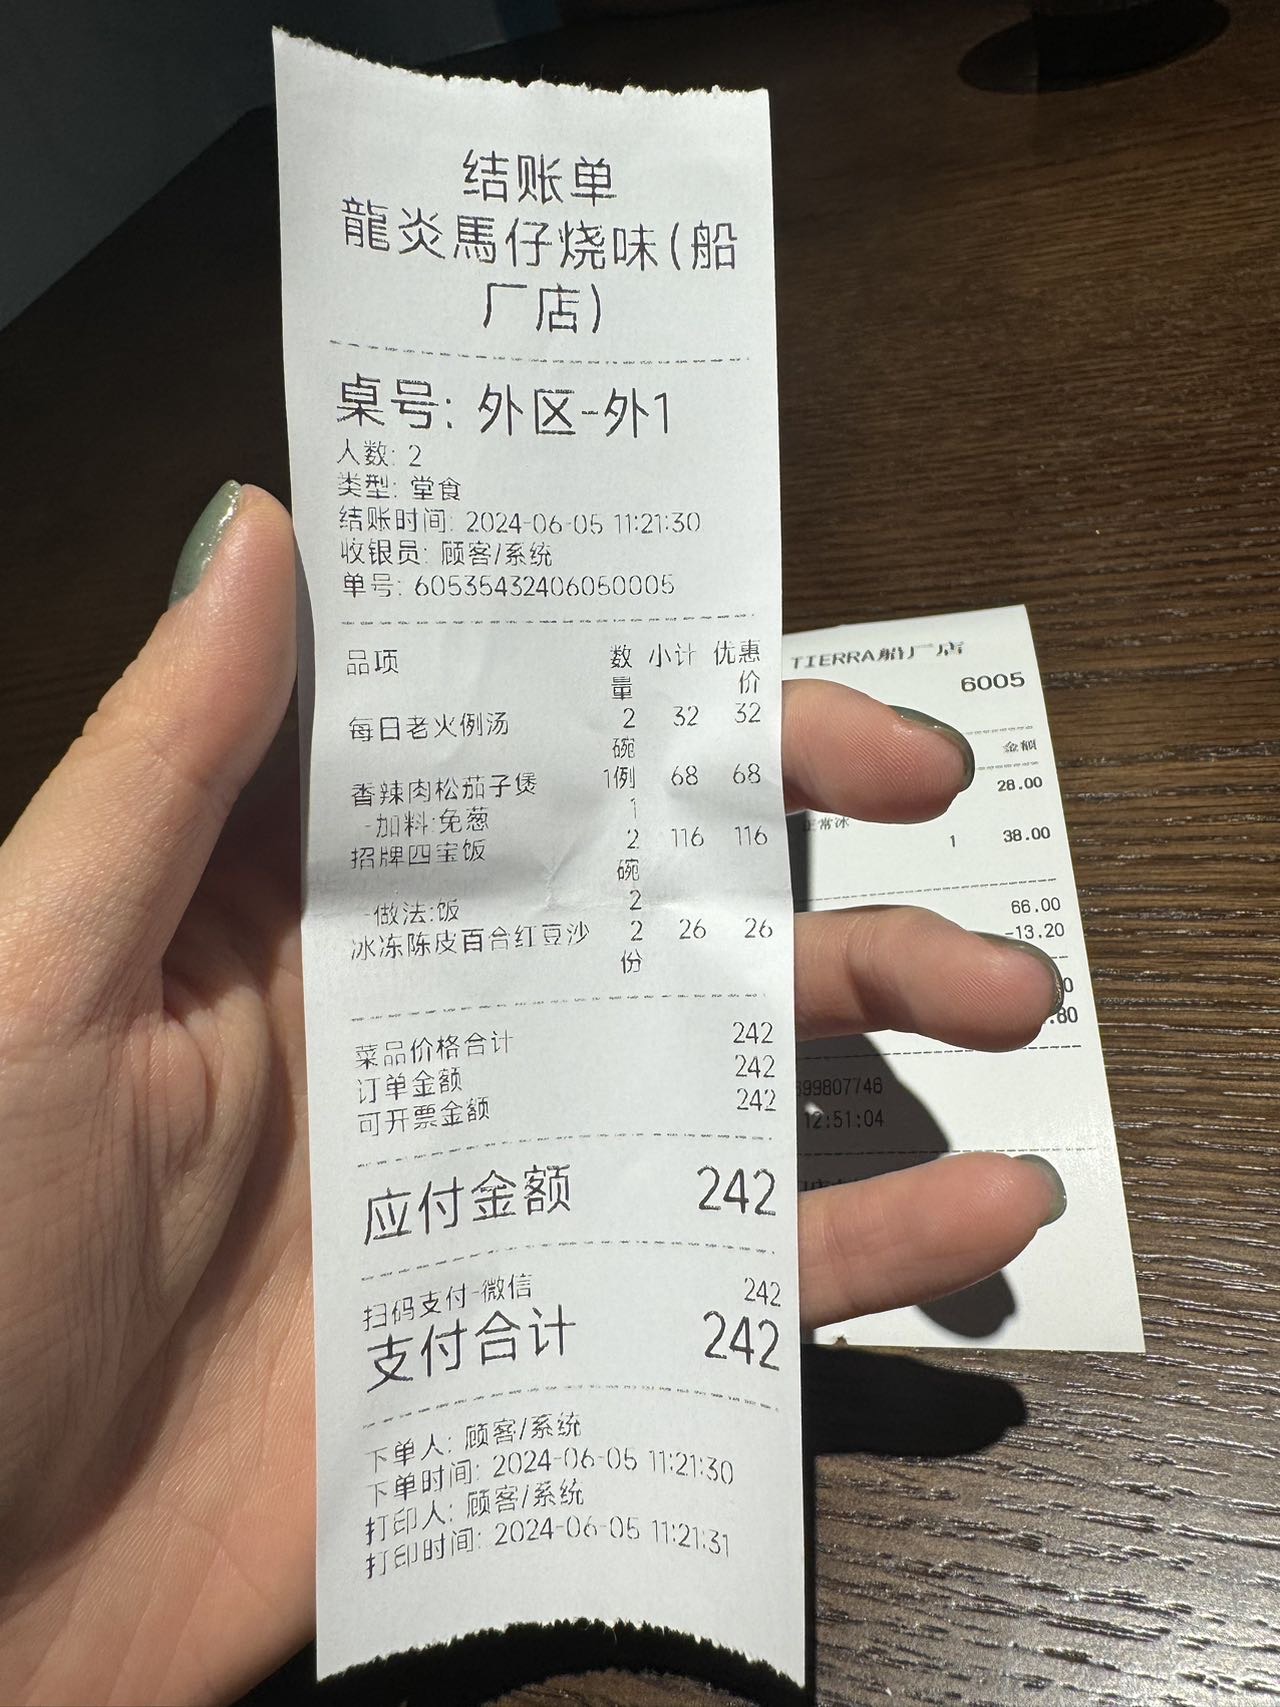 结账单
龍炎馬仔烧味(船
厂店)
桌号: 外区-外1
人数: 2
类型: 堂食
结账时间: 2024-06-05 11:21:30
收银员: 顾客/系统
单号: 60535432406050005
品项 数 小计 优惠
量 价
每日老火例汤 2 32 32
碗
香辣肉松茄子煲 1例 68 68
-加料:免葱 1
招牌四宝饭 2 116 116
碗
-做法:饭 2
冰冻陈皮百合红豆沙 2 26 26
份
菜品价格合计 242
订单金额 242
可开票金额 242
应付金额 242
扫码支付-微信 242
支付合计 242
下单人: 顾客/系统
下单时间: 2024-06-05 11:21:30
打印人: 顾客/系统
打印时间: 2024-06-05 11:21:31
TIERRA船厂店
6005
金额
28.00
正常冰
1 38.00
66.00
-13.20
.80
699807746
12:51:04